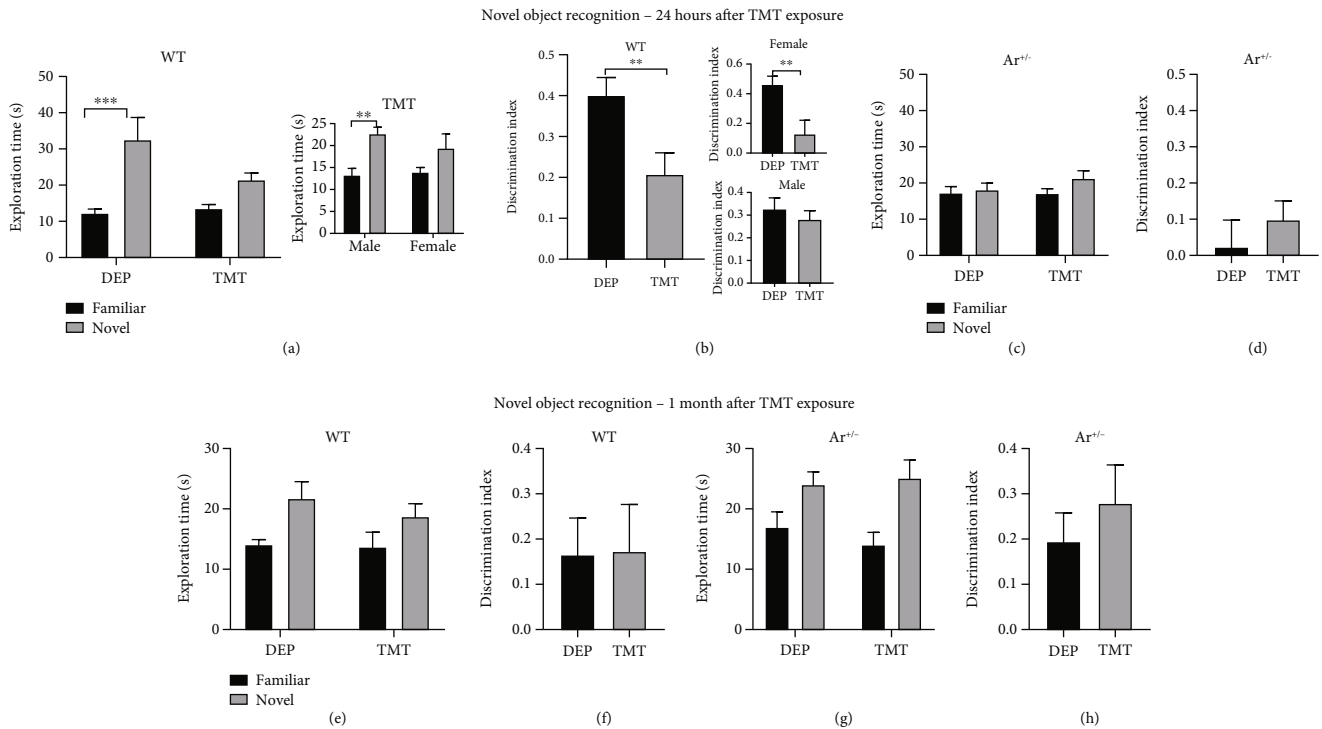 Novel object recognition – 24 hours after TMT exposure
WT
Exploration time (s)
50
40
30
20
10
0
***
DEP
TMT
Familiar
Novel
TMT
Exploration time (s)
25
20
15
10
5
0
**
Male
Female
(a)
WT
Discrimination index
0.5
0.4
0.3
0.2
0.1
0.0
**
DEP
TMT
Female
Discrimination index
0.6
0.4
0.2
0.0
**
DEP
TMT
Male
Discrimination index
0.4
0.3
0.3
0.1
0.0
DEP
TMT
(b)
Ar+/-
Exploration time (s)
50
40
30
20
10
0
DEP
TMT
Familiar
Novel
(c)
Ar+/-
Discrimination index
0.5
0.4
0.3
0.2
0.1
0.0
DEP
TMT
(d)
Novel object recognition – 1 month after TMT exposure
WT
Exploration time (s)
30
20
10
0
DEP
TMT
Familiar
Novel
(e)
WT
Discrimination index
0.4
0.3
0.2
0.1
0.0
DEP
TMT
(f)
Ar+/−
Exploration time (s)
30
20
10
0
DEP
TMT
(g)
Ar+/−
Discrimination index
0.4
0.3
0.2
0.1
0.0
DEP
TMT
(h)